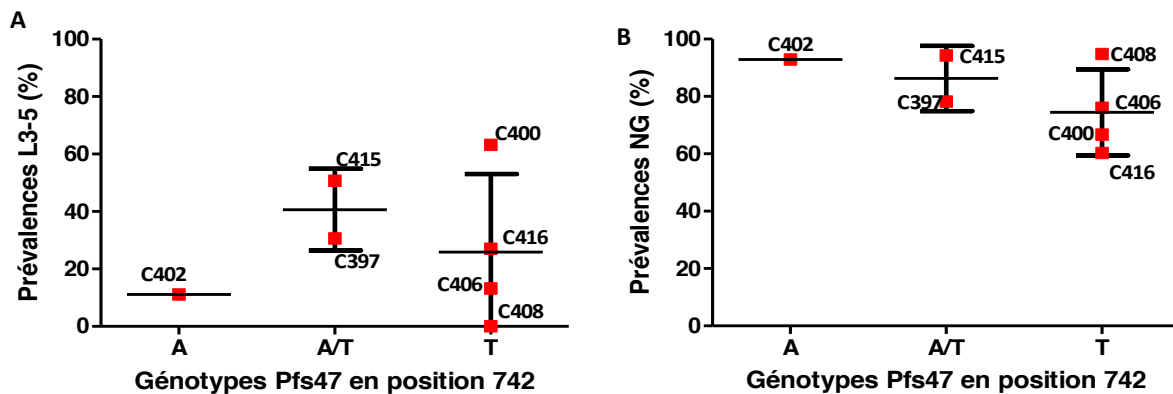 A
Prévalences L3-5 (%)
100
80
60
40
20
0
C402
C415
C397
C400
C416
C406
C408
A
A/T
T
Génotypes Pfs47 en position 742
B
Prévalences NG (%)
100
80
60
40
20
0
C402
C415
C397
C408
C406
C400
C416
A
A/T
T
Génotypes Pfs47 en position 742